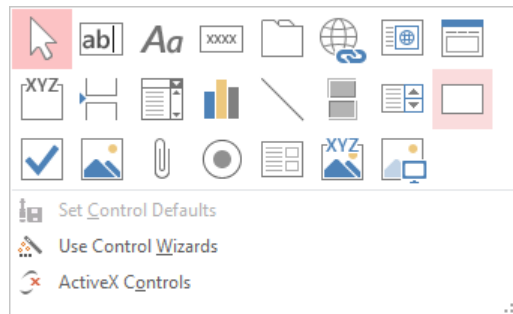 ab Aa XXXX
XYZ
XYZ
Set Control Defaults
Use Control Wizards
ActiveX Controls